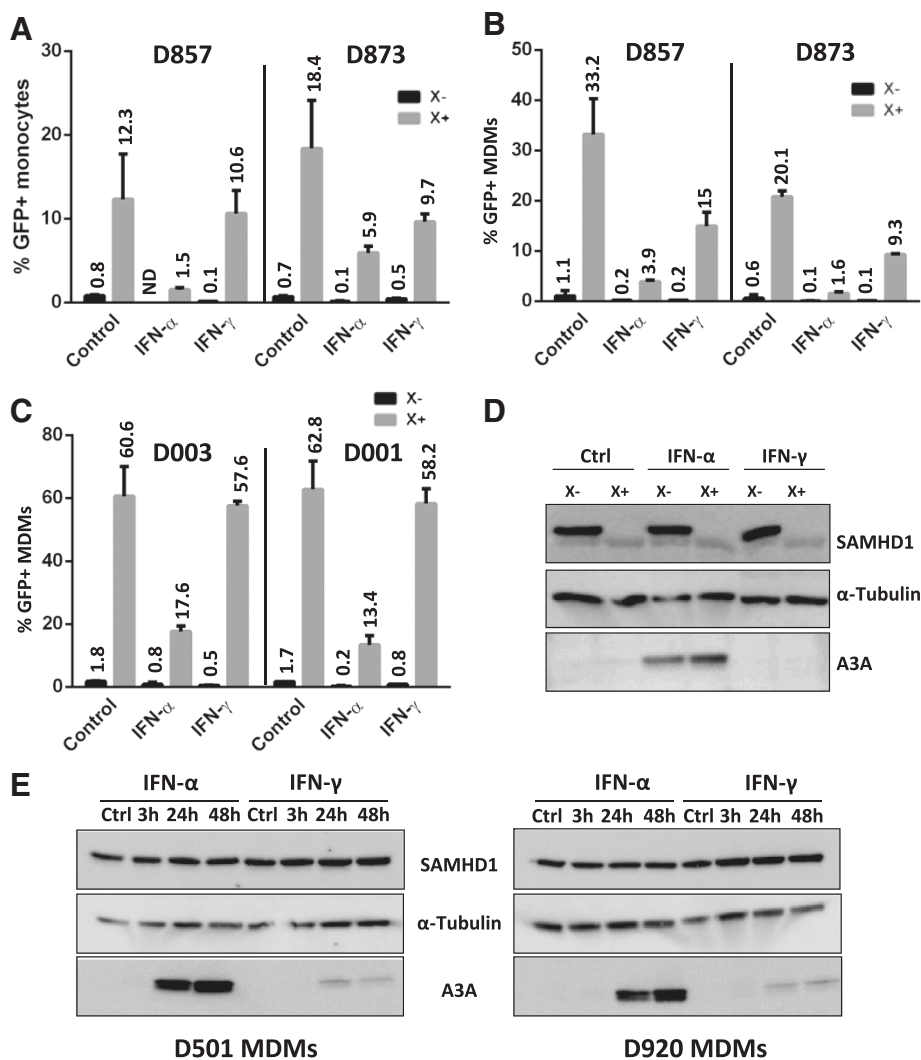 A
D857 D873
X-
X+
% GFP+ monocytes
30
20
10
0
0.8 12.3 ND 1.5 0.1 10.6 0.7 18.4 0.1 5.9 0.5 9.7
Control IFN-α IFN-γ Control IFN-α IFN-γ
B
D857 D873
X-
X+
% GFP+ MDMs
50
40
30
20
10
0
1.1 33.2 0.2 3.9 0.2 15 0.6 20.1 0.1 1.6 0.1 9.3
Control IFN-α IFN-γ Control IFN-α IFN-γ
C
X-
X+
D003 D001
% GFP+ MDMs
80
60
40
20
0
1.8 60.6 0.8 17.6 0.5 57.6 1.7 62.8 0.2 13.4 0.8 58.2
Control IFN-α IFN-γ Control IFN-α IFN-γ
D
Ctrl IFN-α IFN-γ
X- X+ X- X+ X- X+
SAMHD1
α-Tubulin
A3A
E
IFN-α IFN-γ IFN-α IFN-γ
Ctrl 3h 24h 48h Ctrl 3h 24h 48h Ctrl 3h 24h 48h Ctrl 3h 24h 48h
SAMHD1
α-Tubulin
A3A
D501 MDMs D920 MDMs